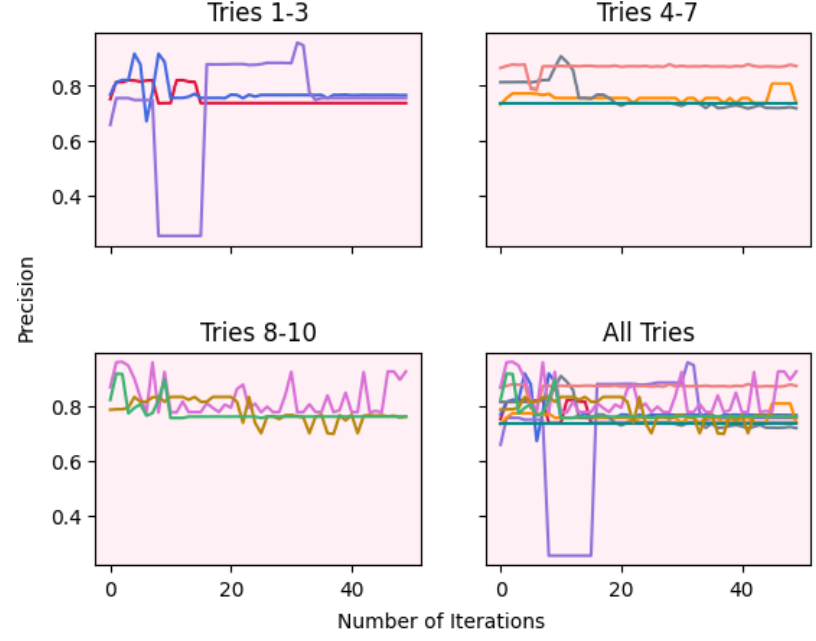 Tries 1-3
Tries 4-7
0.8
0.6
0.4
Precision
Tries 8-10
All Tries
0.8
0.6
0.4
0
20
40
0
20
40
Number of Iterations